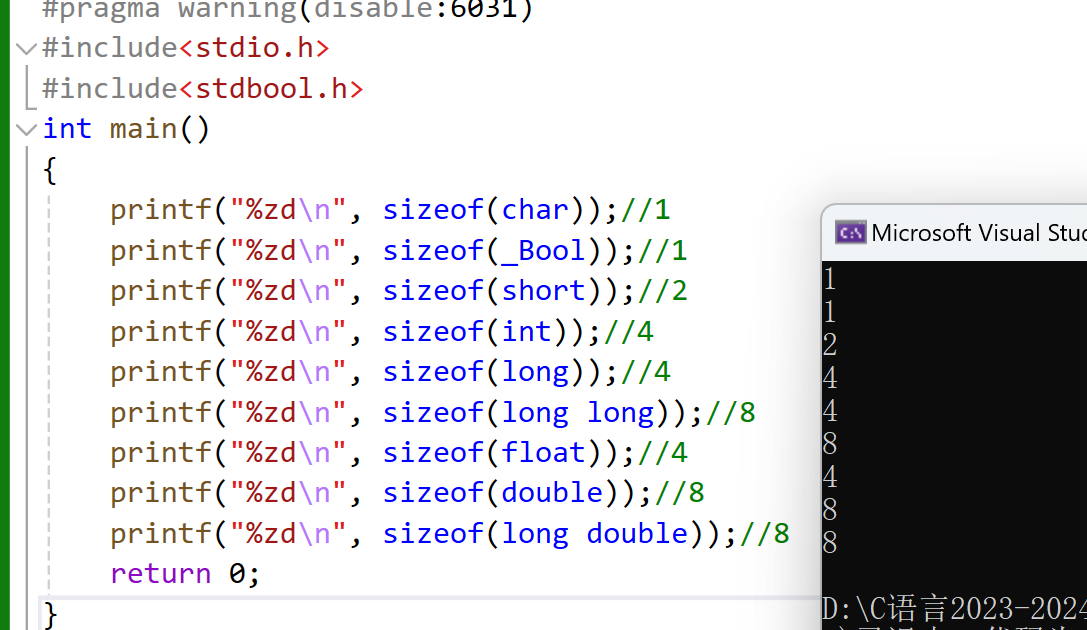 #pragma warning(disable:6031)
#include<stdio.h>
#include<stdbool.h>
int main()
{
printf("%zd\n", sizeof(char));//1
printf("%zd\n", sizeof(_Bool));//1
printf("%zd\n", sizeof(short));//2
printf("%zd\n", sizeof(int));//4
printf("%zd\n", sizeof(long));//4
printf("%zd\n", sizeof(long long));//8
printf("%zd\n", sizeof(float));//4
printf("%zd\n", sizeof(double));//8
printf("%zd\n", sizeof(long double));//8
return 0;
}
Microsoft Visual Stu
1
1
2
4
4
8
4
8
8
D:\C语言2023-2024